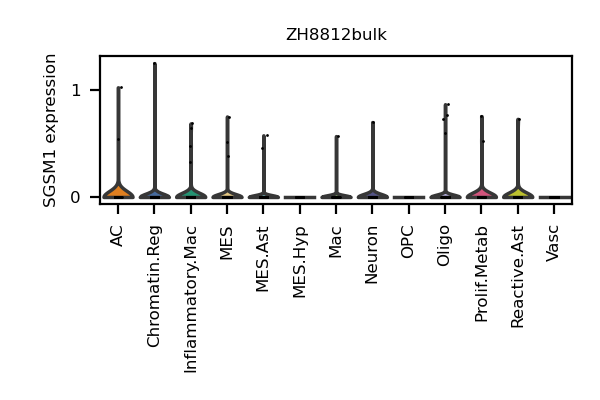 ZH8812bulk
SGSM1 expression
1
0
AC
Chromatin.Reg
Inflammatory.Mac
MES
MES.Ast
MES.Hyp
Mac
Neuron
OPC
Oligo
Prolif.Metab
Reactive.Ast
Vasc